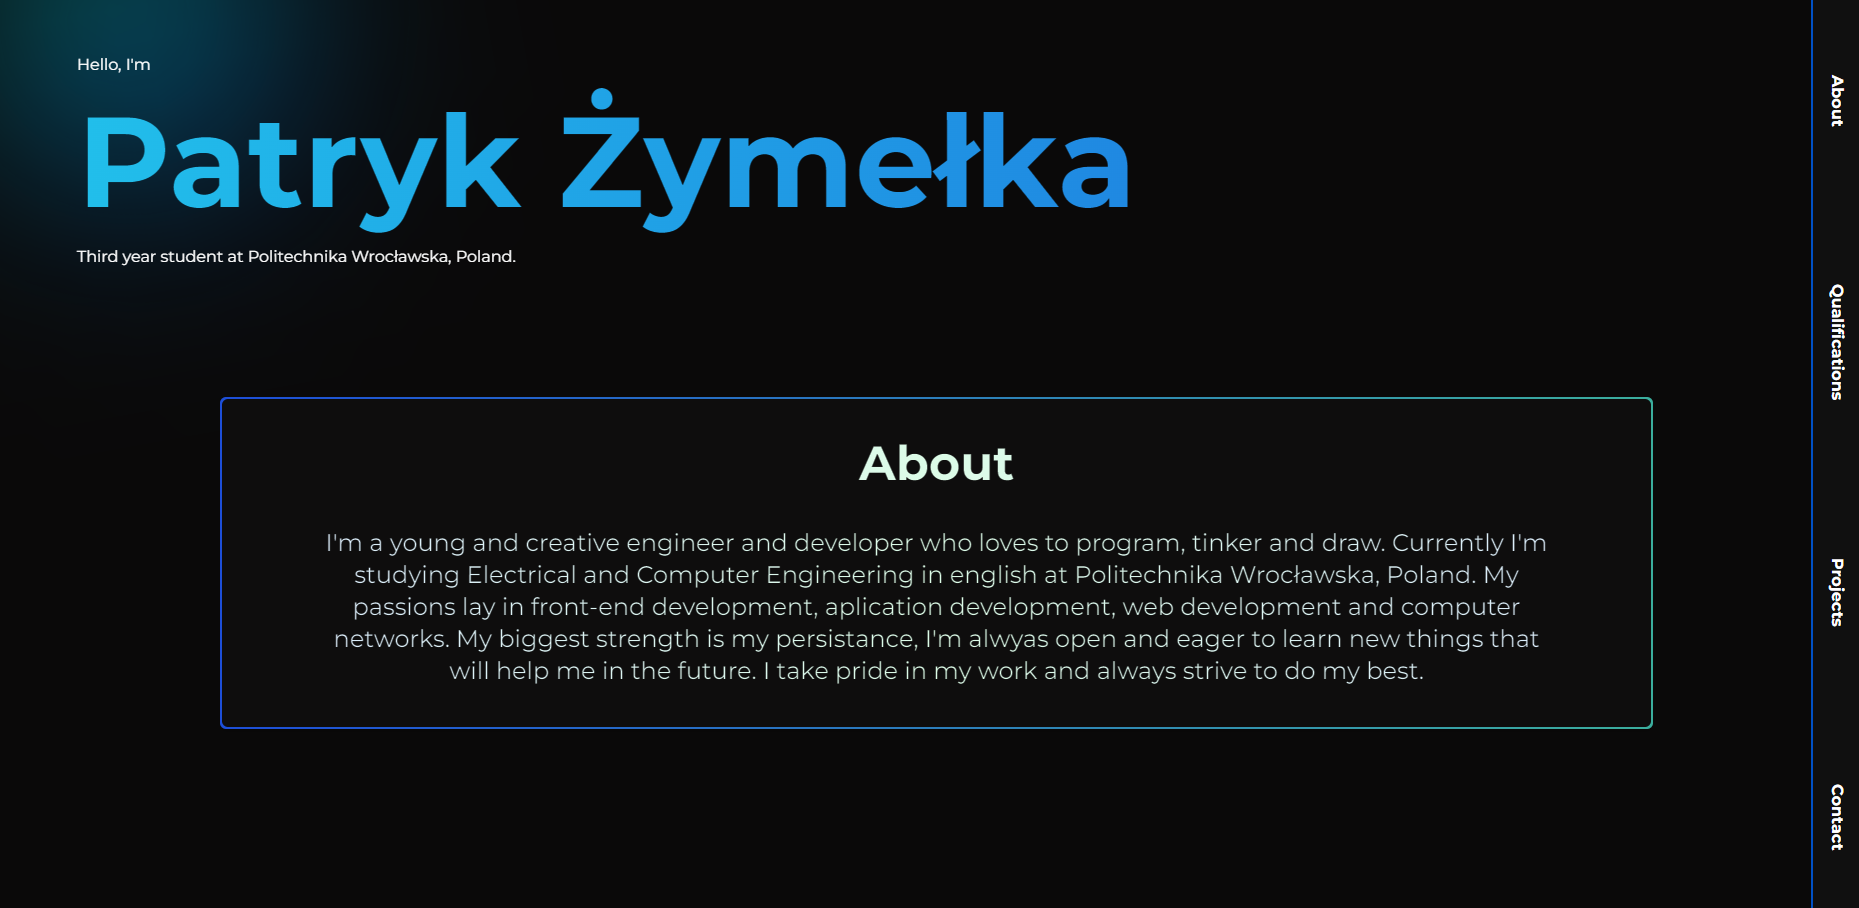 Hello, I'm
Patryk Żymełka
Third year student at Politechnika Wrocławska, Poland.
About
I'm a young and creative engineer and developer who loves to program, tinker and draw. Currently I'm
studying Electrical and Computer Engineering in english at Politechnika Wrocławska, Poland. My
passions lay in front-end development, aplication development, web development and computer
networks. My biggest strength is my persistance, I'm alwyas open and eager to learn new things that
will help me in the future. I take pride in my work and always strive to do my best.
About
Qualifications
Projects
Contact